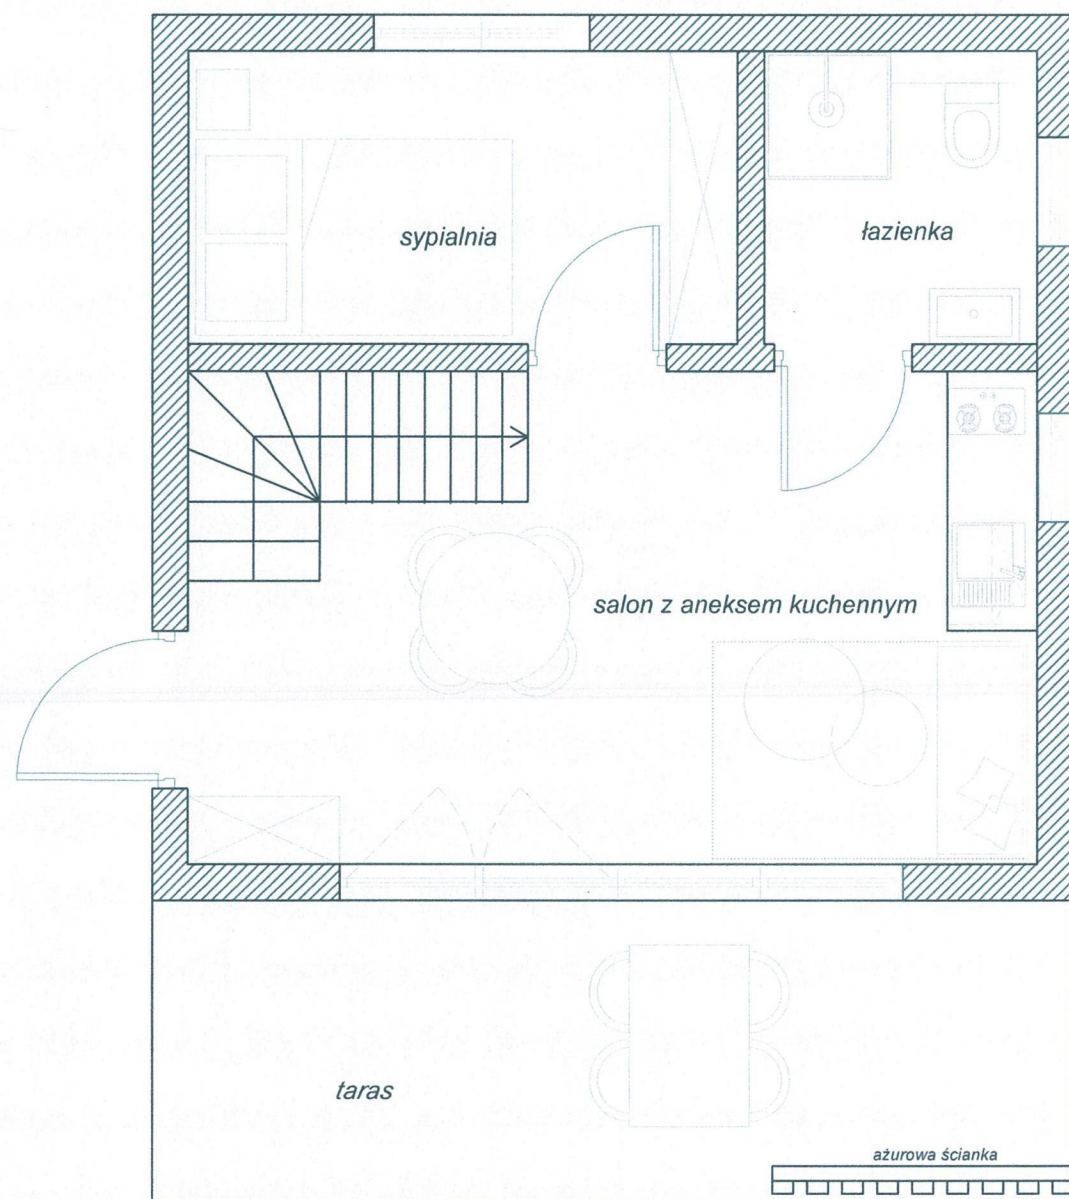 sypialnia
łazienka
salon z aneksem kuchennym
taras
ażurowa ścianka